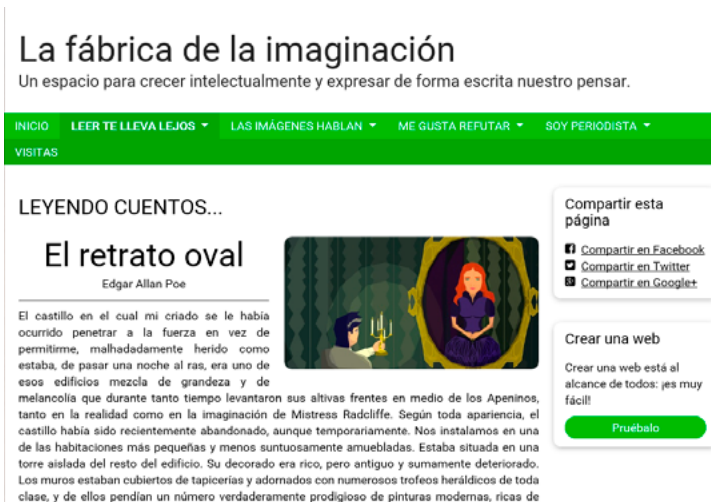 La fábrica de la imaginación
Un espacio para crecer intelectualmente y expresar de forma escrita nuestro pensar.
INICIO LEER TE LLEVA LEJOS LAS IMÁGENES HABLAN ME GUSTA REFUTAR SOY PERIODISTA
VISITAS
LEYENDO CUENTOS...
El retrato oval
Edgar Allan Poe
El castillo en el cual mi criado se le había
ocurrido penetrar a la fuerza en vez de
permitirme, malhadadamente herido como
estaba, de pasar una noche al ras, era uno de
esos edificios mezcla de grandeza y de
melancolía que durante tanto tiempo levantaron sus altivas frentes en medio de los Apeninos,
tanto en la realidad como en la imaginación de Mistress Radcliffe. Según toda apariencia, el
castillo había sido recientemente abandonado, aunque temporariamente. Nos instalamos en una
de las habitaciones más pequeñas y menos suntuosamente amuebladas. Estaba situada en una
torre aislada del resto del edificio. Su decorado era rico, pero antiguo y sumamente deteriorado.
Los muros estaban cubiertos de tapicerías y adornados con numerosos trofeos heráldicos de toda
clase, y de ellos pendían un número verdaderamente prodigioso de pinturas modernas, ricas de
Compartir esta
página
Compartir en Facebook
Compartir en Twitter
Compartir en Google+
Crear una web
Crear una web está al
alcance de todos: ¡es muy
fácil!
Pruébalo